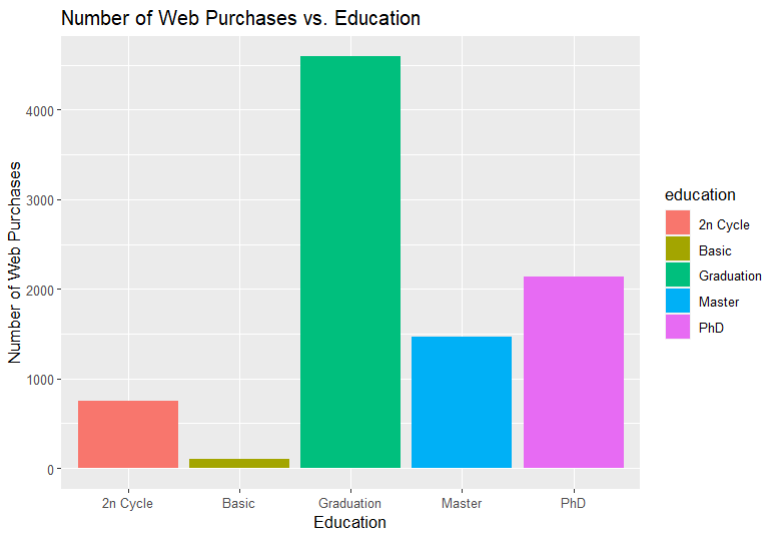 Number of Web Purchases vs. Education
Number of Web Purchases
4000
3000
2000
1000
0
2n Cycle Basic Graduation Master PhD
Education
education
2n Cycle
Basic
Graduation
Master
PhD